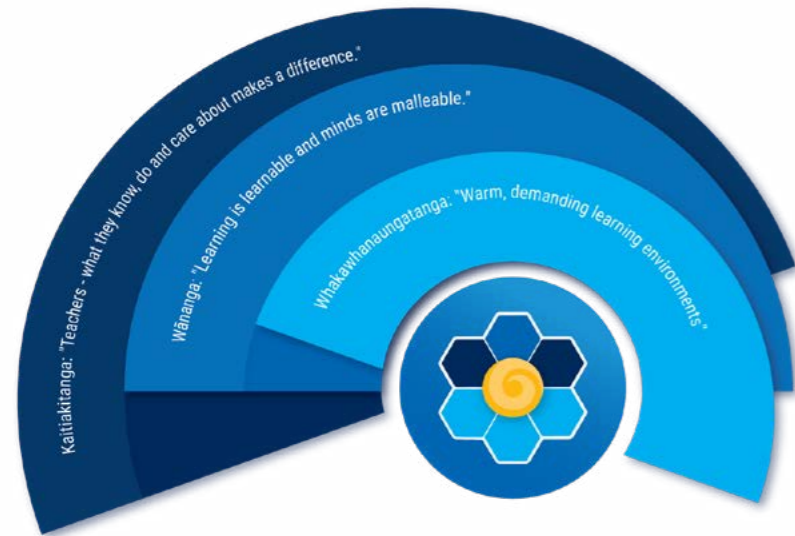 Kaitiakitanga: "Teachers - what they know, do and care about makes a difference."
Wānanga: "Learning is learnable and minds are malleable."
Whakawhanaungatanga: "Warm, demanding learning environments"